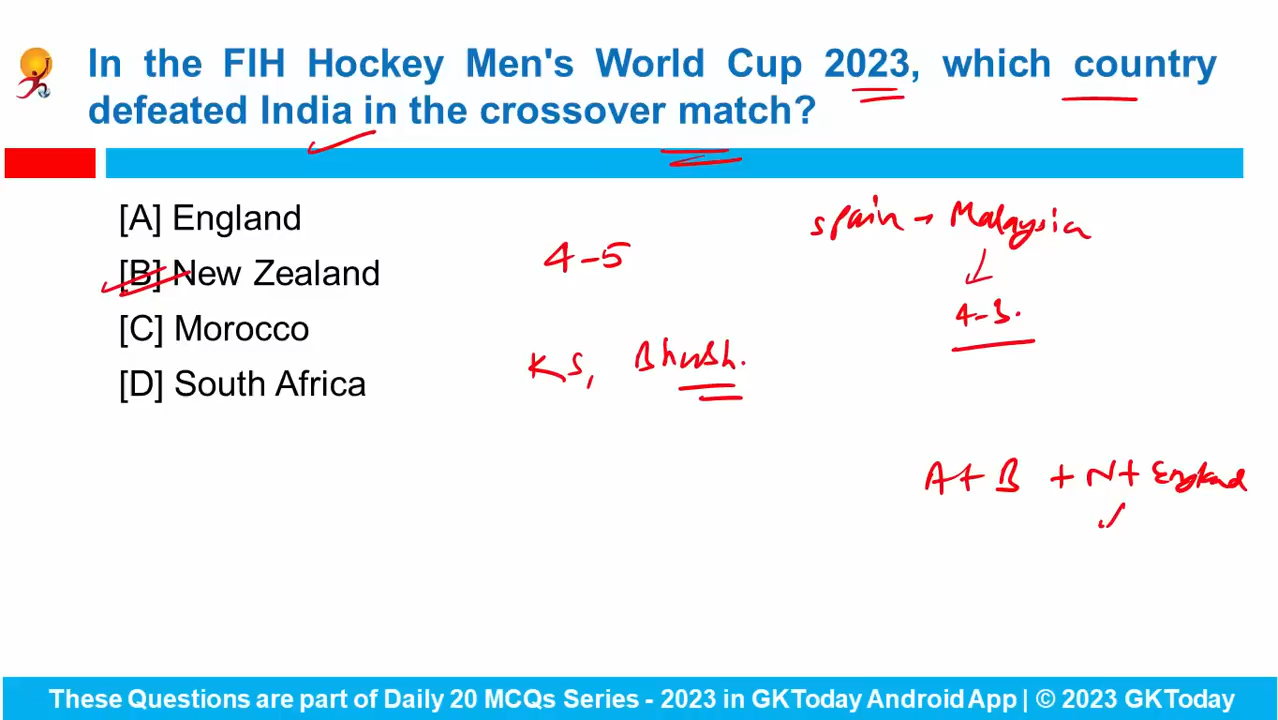 In the FIH Hockey Men's World Cup 2023, which country
defeated India in the crossover match?
[A] England
[B] New Zealand
[C] Morocco
[D] South Africa
4-5
KS, Bhubh.
spain → Malaysia
4-3.
A+B + N+ England
These Questions are part of Daily 20 MCQs Series - 2023 in GKToday Android App | © 2023 GKToday